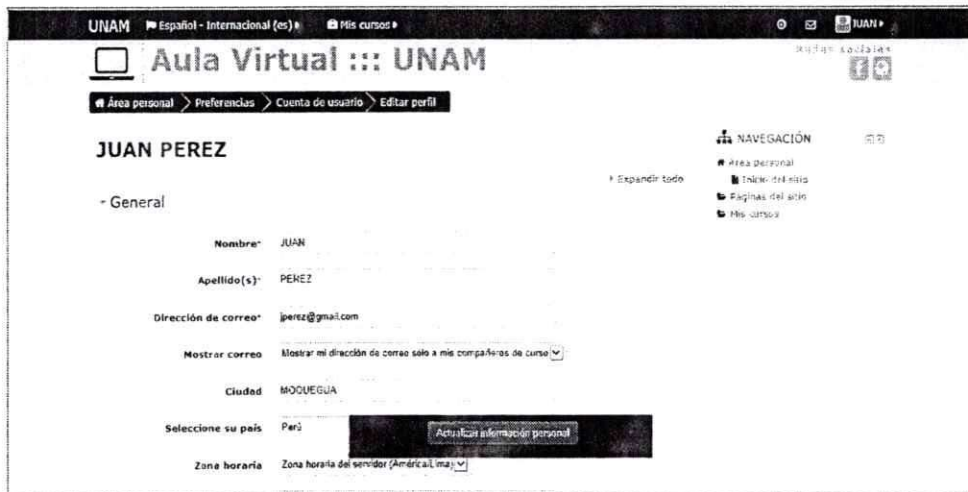 UNAM Español - Internacional (es) Mis cursos JUAN
Aula Virtual ::: UNAM
Redes sociales
Área personal Preferencias Cuenta de usuario Editar perfil
JUAN PEREZ
NAVEGACIÓN
Área personal
Inicio del sitio
Páginas del sitio
Mis cursos
Expandir todo
General
Nombre* JUAN
Apellido(s)* PEREZ
Dirección de correo* jperez@gmail.com
Mostrar correo Mostrar mi dirección de correo sólo a mis compañeros de curso
Ciudad MOQUEGUA
Seleccione su país Perú
Actualizar información personal
Zona horaria Zona horaria del servidor (América/Lima)